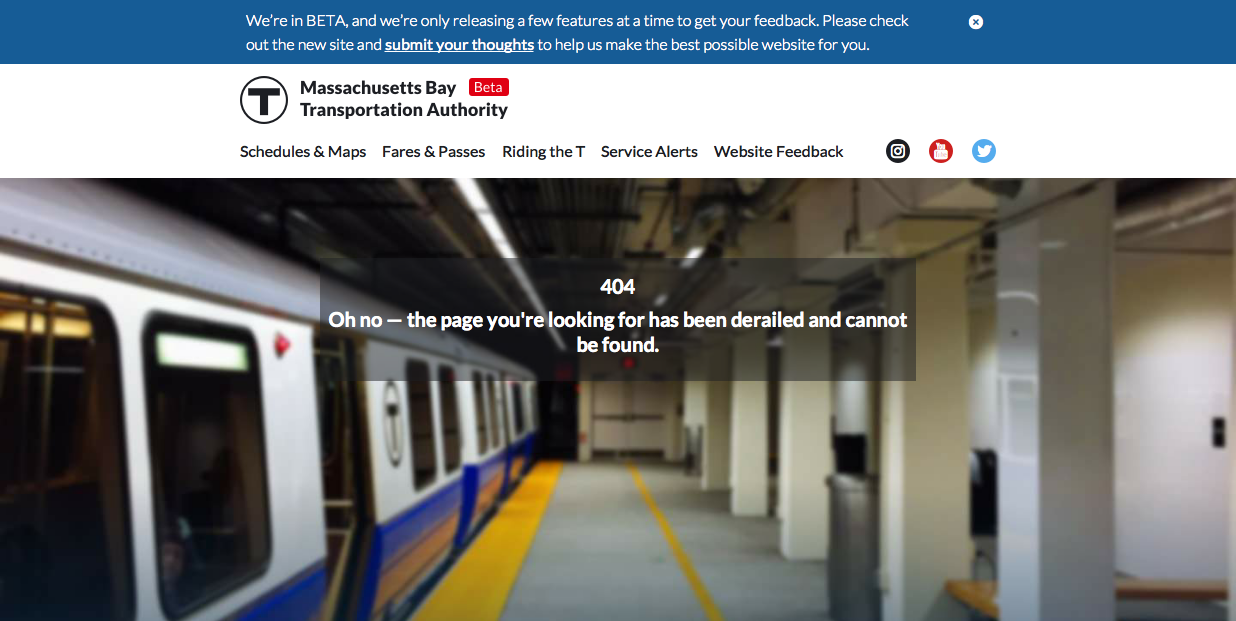 We’re in BETA, and we’re only releasing a few features at a time to get your feedback. Please check
out the new site and submit your thoughts to help us make the best possible website for you.
T
Massachusetts Bay Beta
Transportation Authority
Schedules & Maps Fares & Passes Riding the T Service Alerts Website Feedback
404
Oh no — the page you're looking for has been derailed and cannot
be found.
T